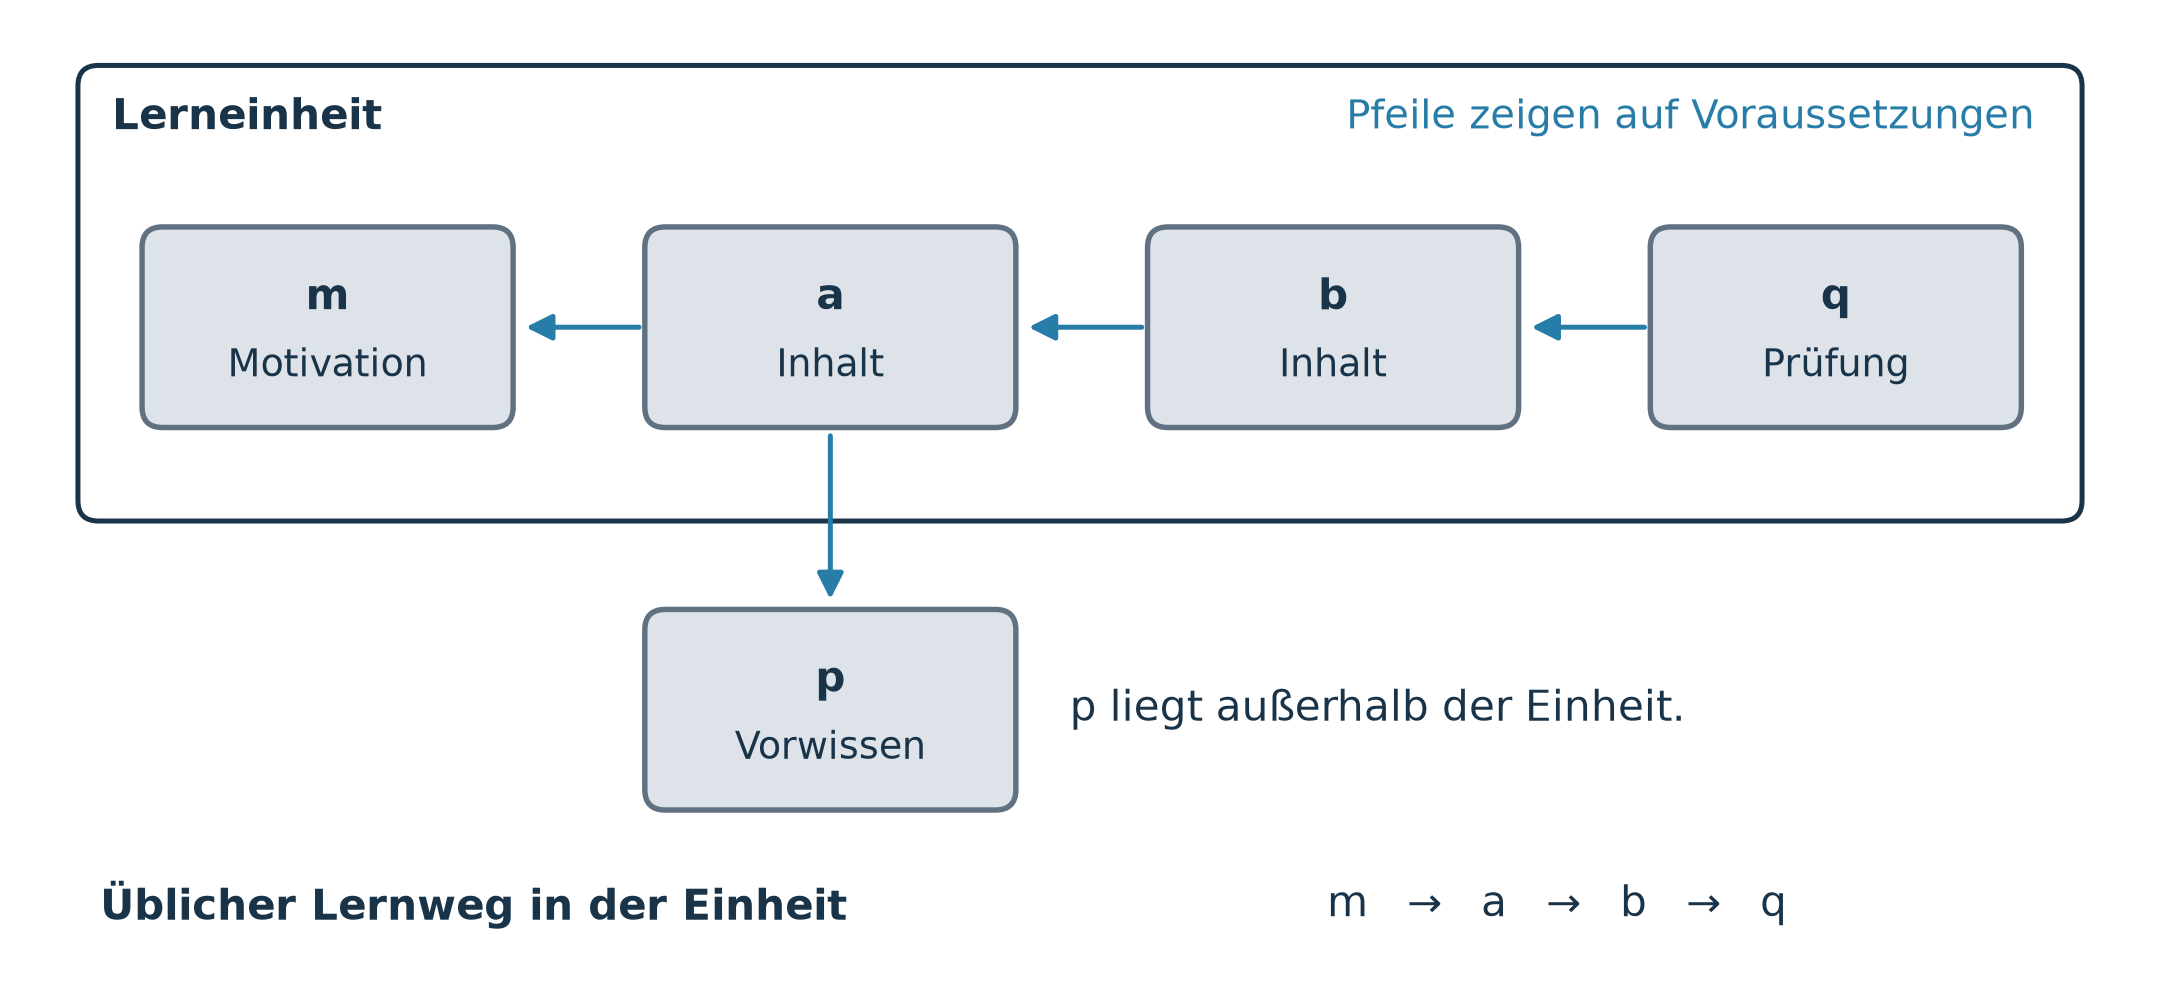 Lerneinheit
Pfeile zeigen auf Voraussetzungen
m
Motivation
a
Inhalt
b
Inhalt
q
Prüfung
p
Vorwissen
p liegt außerhalb der Einheit.
Üblicher Lernweg in der Einheit
m → a → b → q